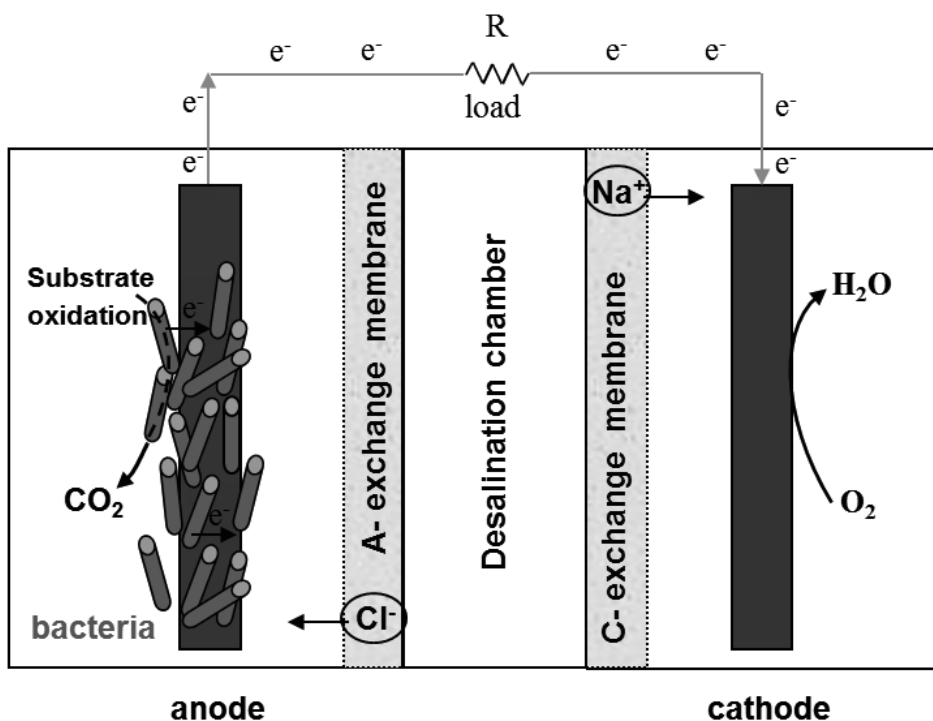 R
e⁻ e⁻ e⁻ e⁻
load
e⁻ e⁻
e⁻ e⁻
Na⁺
Substrate
oxidation
e⁻
H₂O
A- exchange membrane
Desalination chamber
C- exchange membrane
CO₂
e⁻
O₂
Cl⁻
bacteria
anode
cathode